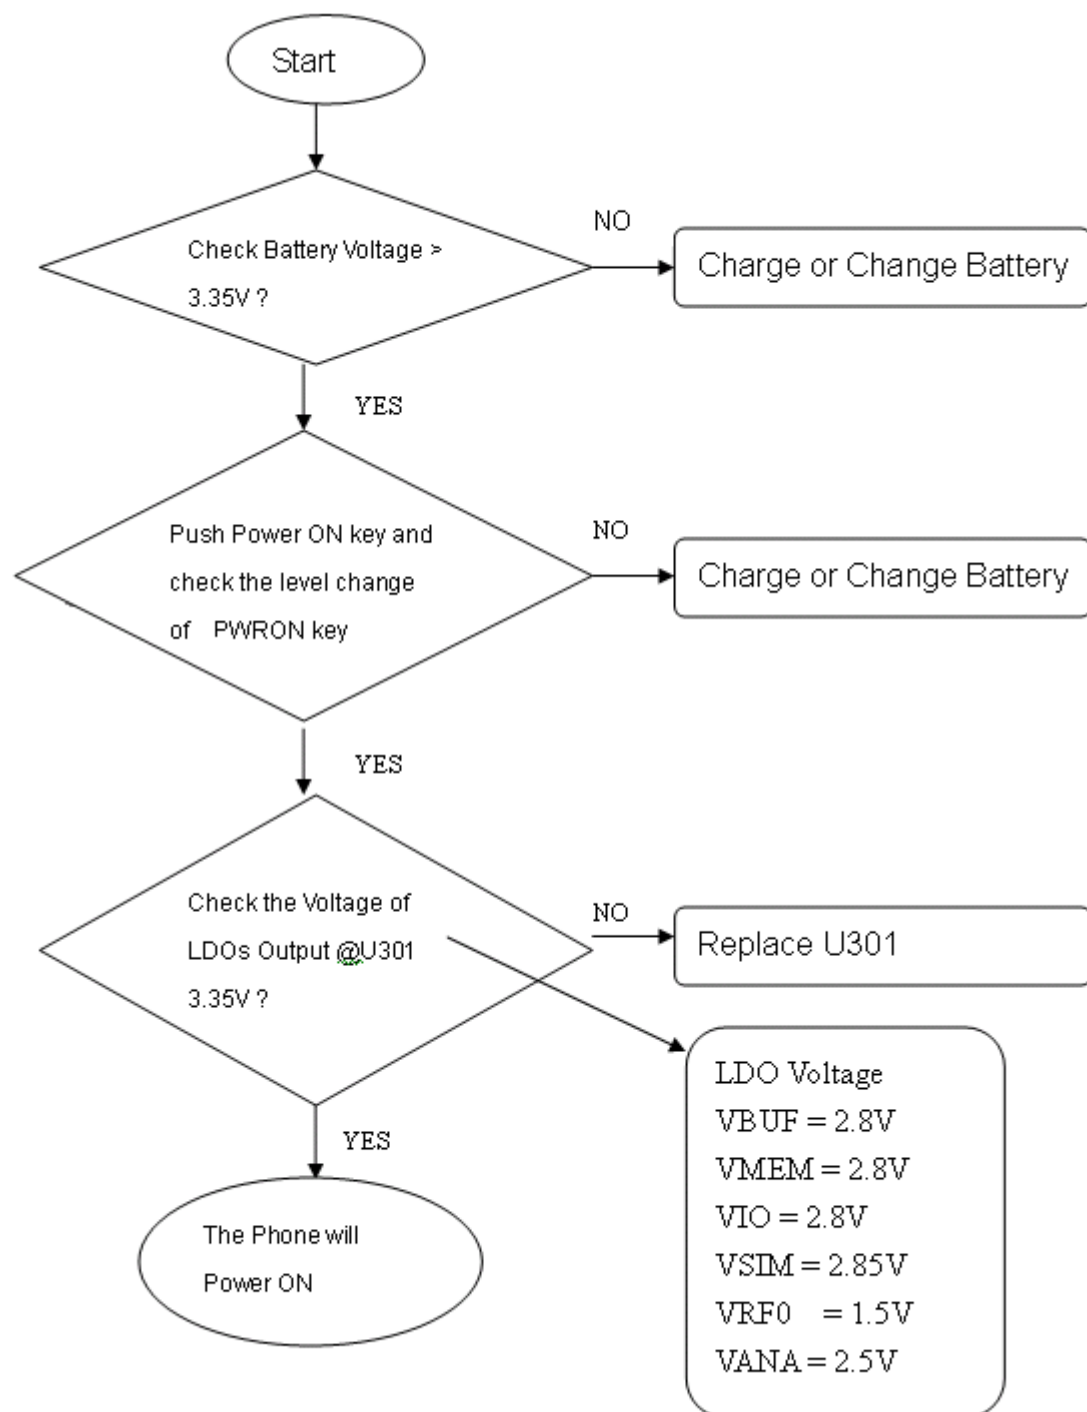 Start
Check Battery Voltage >
3.35V ?
NO
Charge or Change Battery
YES
Push Power ON key and
check the level change
of PWRON key
NO
Charge or Change Battery
YES
Check the Voltage of
LDOs Output @U301
3.35V ?
NO
Replace U301
LDO Voltage
VBUF = 2.8V
VMEM = 2.8V
VIO = 2.8V
VSIM = 2.85V
VRF0 = 1.5V
VANA = 2.5V
YES
The Phone will
Power ON